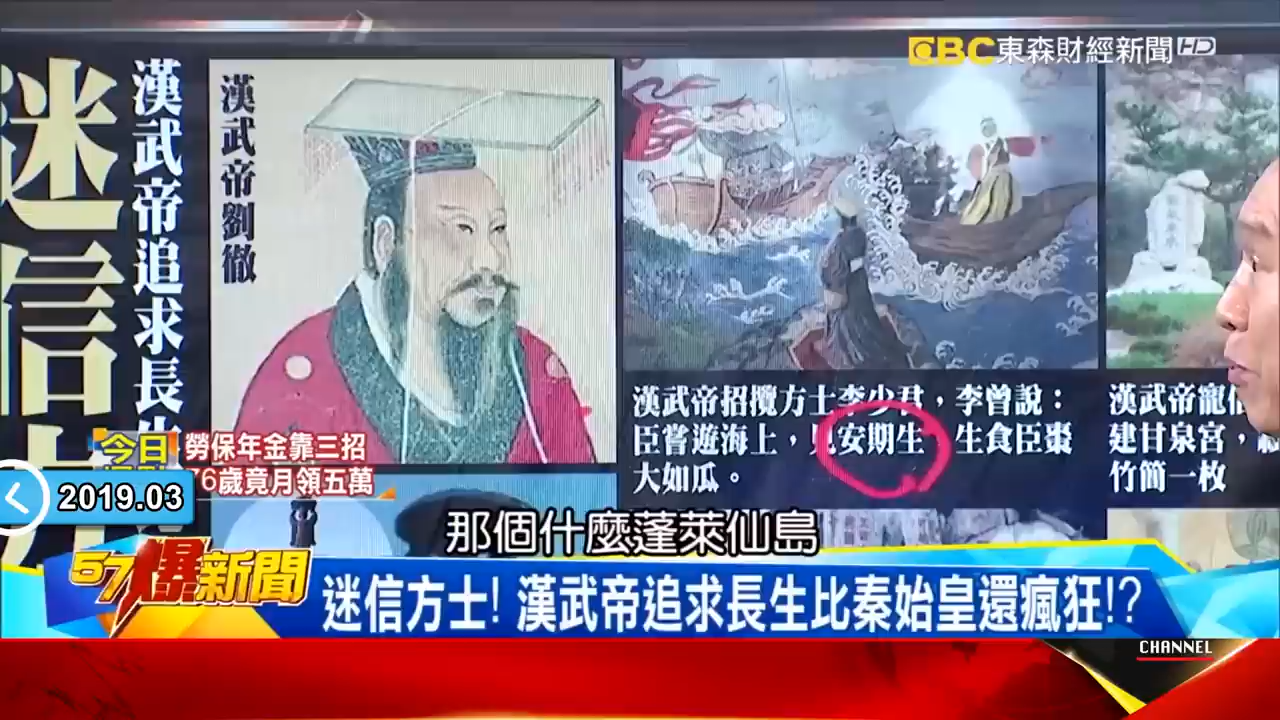 EBC 東森財經新聞 HD
迷信方
漢武帝追求長生
漢武帝劉徹
漢武帝招攬方士李少君,李曾說:
臣嘗遊海上,見安期生 生食臣棗
大如瓜。
漢武帝寵信
建甘泉宮,
竹簡一枚
今日
勞保年金靠三招
76歲竟月領五萬
2019.03
那個什麼蓬萊仙島
57爆新聞
迷信方士! 漢武帝追求長生比秦始皇還瘋狂!?
CHANNEL